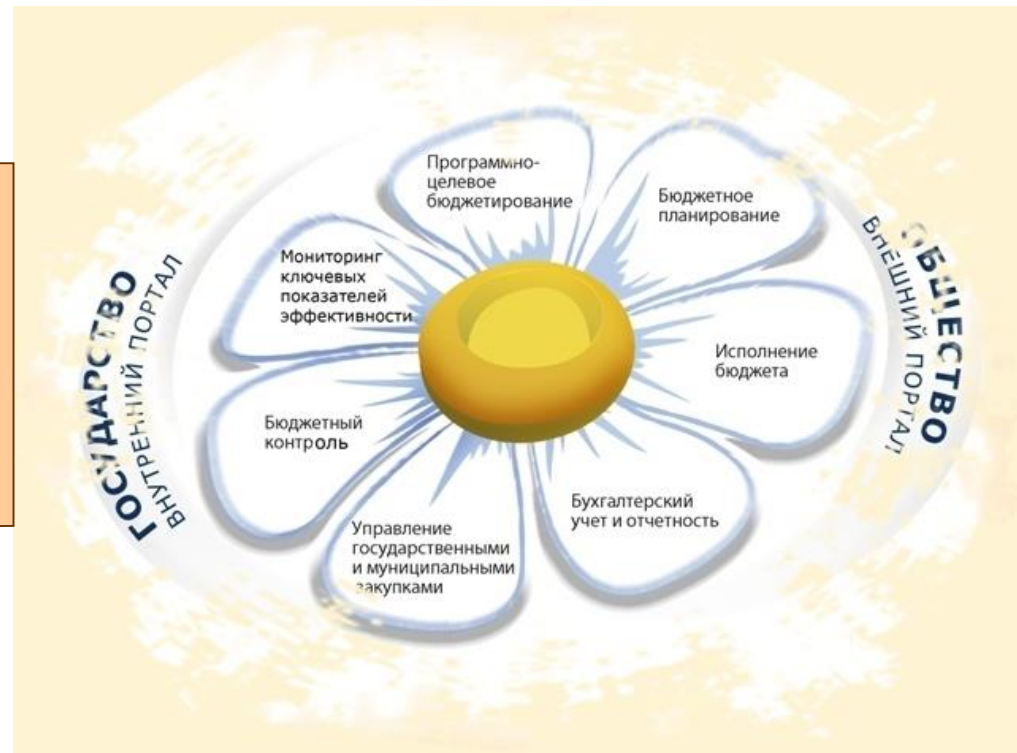 Программно-
целевое
бюджетирование
Бюджетное
планирование
Мониторинг
ключевых
показателей
эффективности
Исполнение
бюджета
Бюджетный
контроль
Бухгалтерский
учет и отчетность
Управление
государственными
и муниципальными
закупками
ГОСУДАРСТВО
ВНУТРЕННИЙ ПОРТАЛ
ОБЩЕСТВО
ВНЕШНИЙ ПОРТАЛ